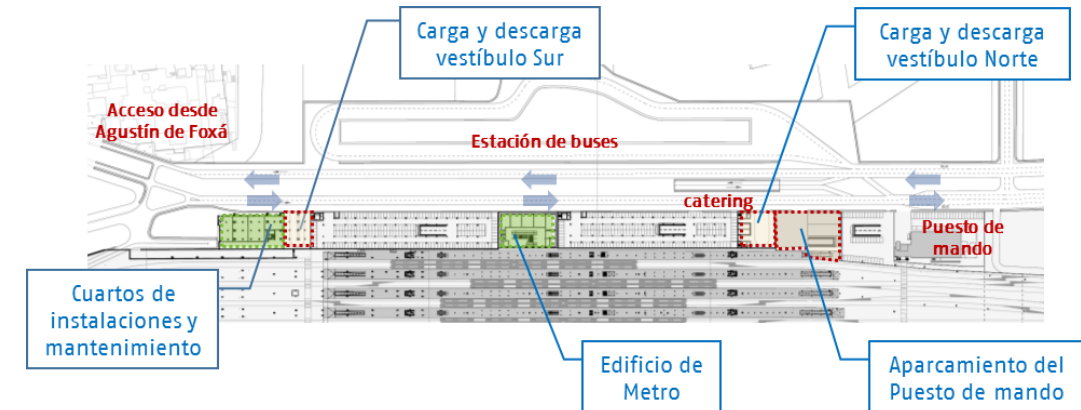 Carga y descarga
vestíbulo Sur
Carga y descarga
vestíbulo Norte
Acceso desde
Agustín de Foxá
Estación de buses
catering
Puesto de
mando
Cuartos de
instalaciones y
mantenimiento
Edificio de
Metro
Aparcamiento del
Puesto de mando